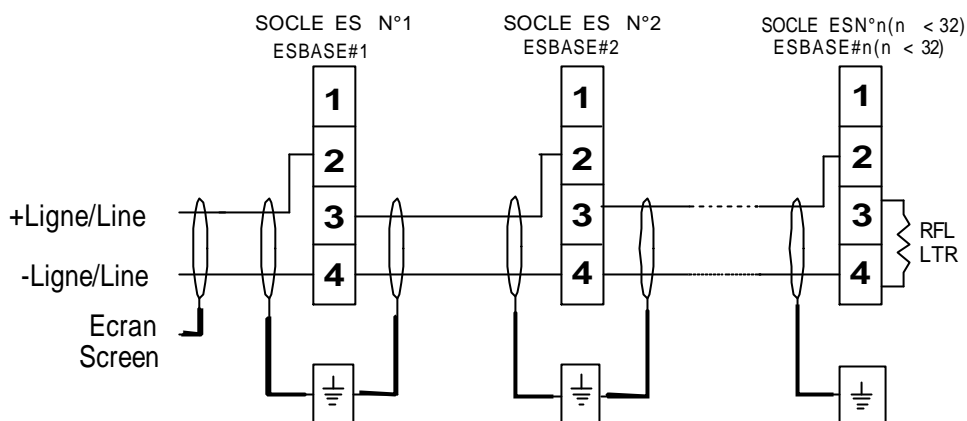 SOCLE ES N°1
ESBASE#1
SOCLE ES N°2
ESBASE#2
SOCLE ESN°n(n < 32)
ESBASE#n(n < 32)
1
2
3
4
1
2
3
4
1
2
3
4
+Ligne/Line
-Ligne/Line
Ecran
Screen
RFL
LTR